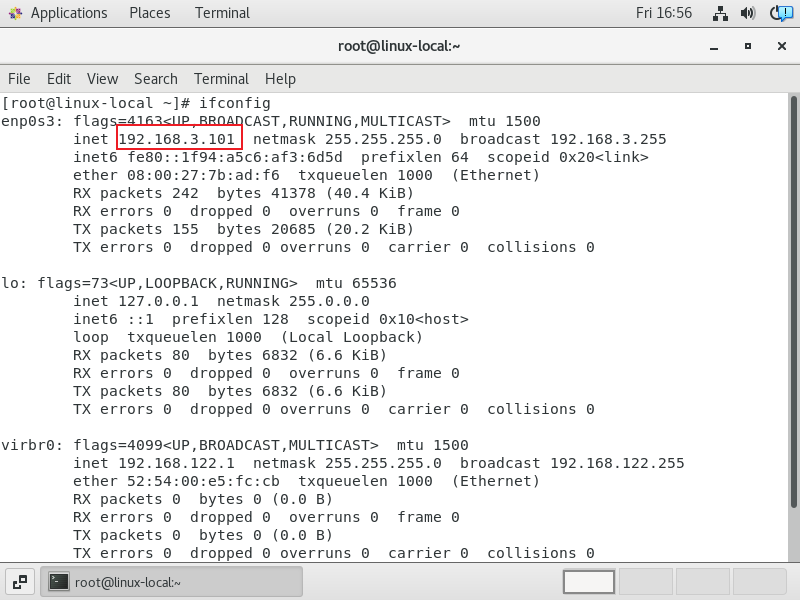 Applications Places Terminal Fri 16:56
root@linux-local:~
File Edit View Search Terminal Help
[root@linux-local ~]# ifconfig
enp0s3: flags=4163<UP,BROADCAST,RUNNING,MULTICAST>  mtu 1500
        inet 192.168.3.101  netmask 255.255.255.0  broadcast 192.168.3.255
        inet6 fe80::1f94:a5c6:af3:6d5d  prefixlen 64  scopeid 0x20<link>
        ether 08:00:27:7b:ad:f6  txqueuelen 1000  (Ethernet)
        RX packets 242  bytes 41378 (40.4 KiB)
        RX errors 0  dropped 0  overruns 0  frame 0
        TX packets 155  bytes 20685 (20.2 KiB)
        TX errors 0  dropped 0 overruns 0  carrier 0  collisions 0

lo: flags=73<UP,LOOPBACK,RUNNING>  mtu 65536
        inet 127.0.0.1  netmask 255.0.0.0
        inet6 ::1  prefixlen 128  scopeid 0x10<host>
        loop  txqueuelen 1000  (Local Loopback)
        RX packets 80  bytes 6832 (6.6 KiB)
        RX errors 0  dropped 0  overruns 0  frame 0
        TX packets 80  bytes 6832 (6.6 KiB)
        TX errors 0  dropped 0 overruns 0  carrier 0  collisions 0

virbr0: flags=4099<UP,BROADCAST,MULTICAST>  mtu 1500
        inet 192.168.122.1  netmask 255.255.255.0  broadcast 192.168.122.255
        ether 52:54:00:e5:fc:cb  txqueuelen 1000  (Ethernet)
        RX packets 0  bytes 0 (0.0 B)
        RX errors 0  dropped 0  overruns 0  frame 0
        TX packets 0  bytes 0 (0.0 B)
        TX errors 0  dropped 0 overruns 0  carrier 0  collisions 0
root@linux-local:~